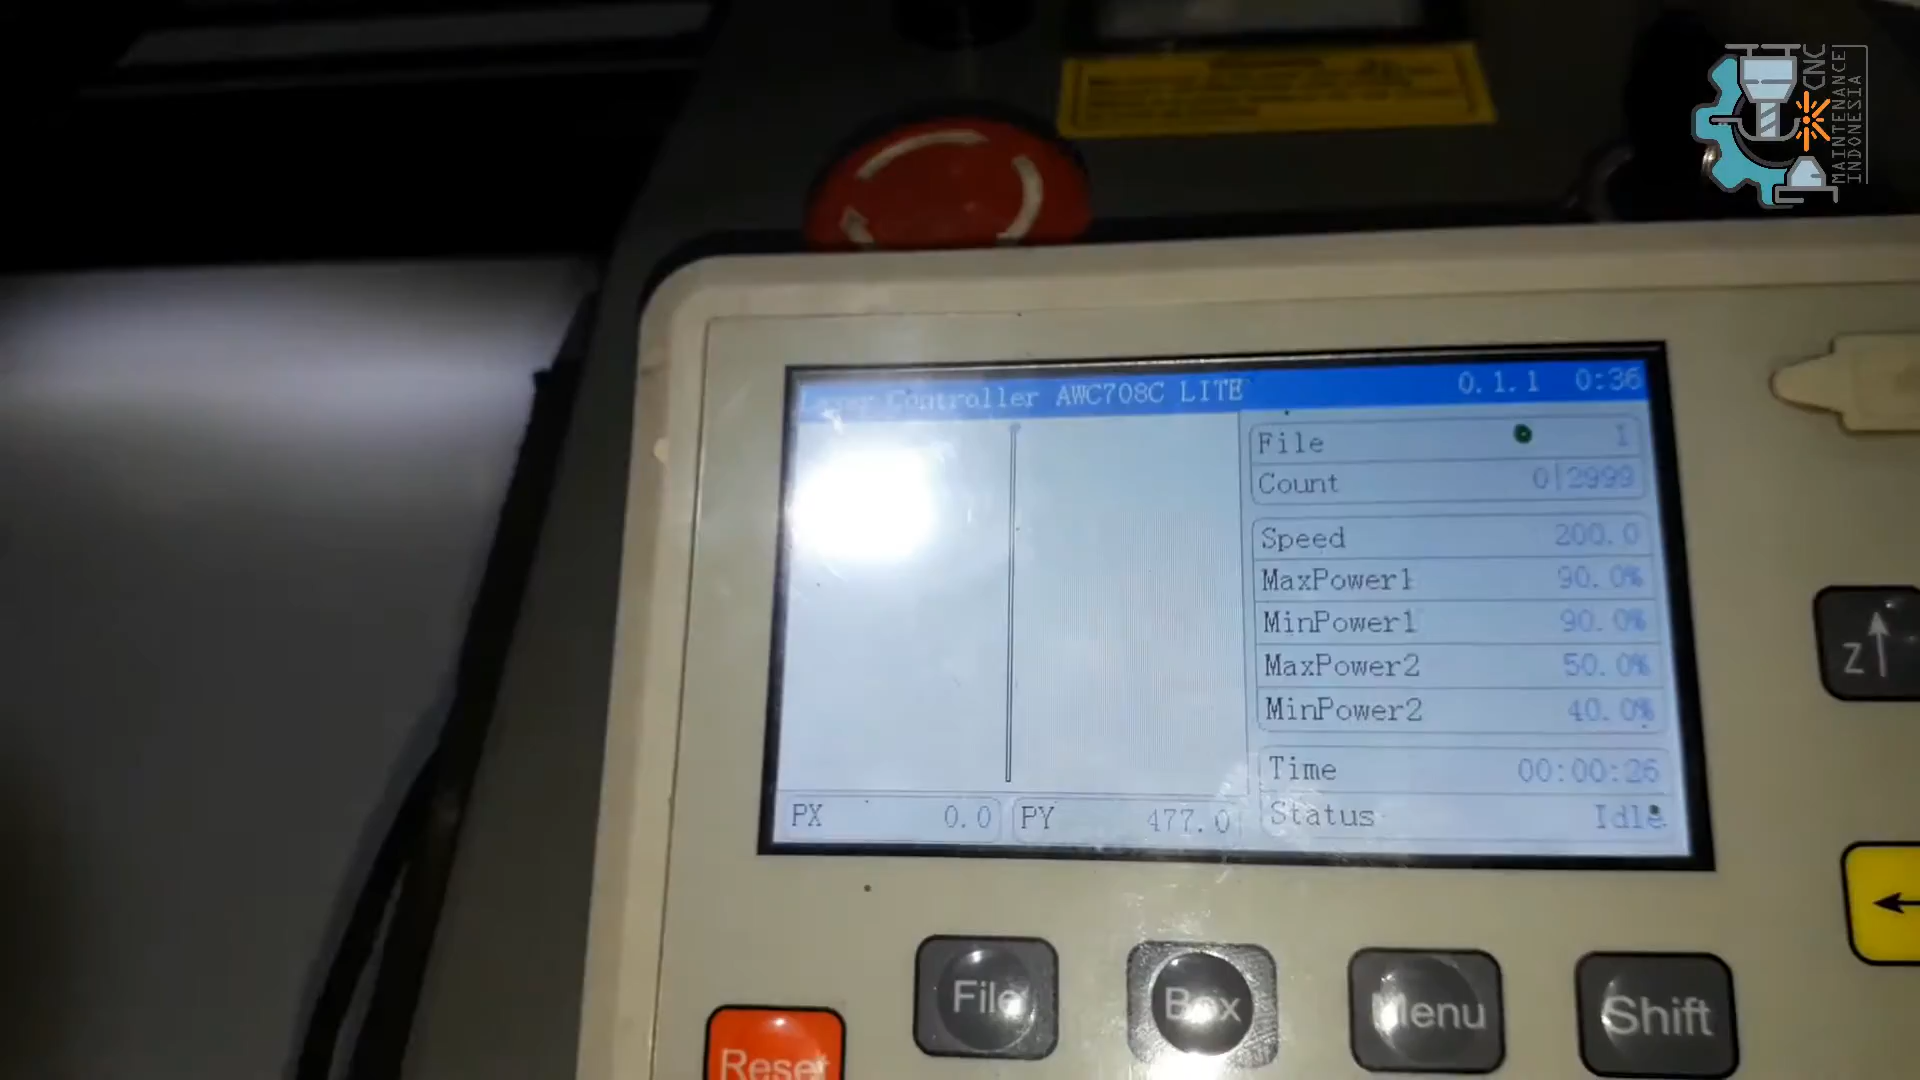 CNC
MAINTENANCE
INDONESIA
Laser Controller AWC708C LITE 0.1.1 0:36
File 1
Count 0|2999
Speed 200.0
MaxPower1 90.0%
MinPower1 90.0%
MaxPower2 50.0%
MinPower2 40.0%
Time 00:00:26
PX 0.0 PY 477.0 Status Idle
Z
File Box Menu Shift
Reset